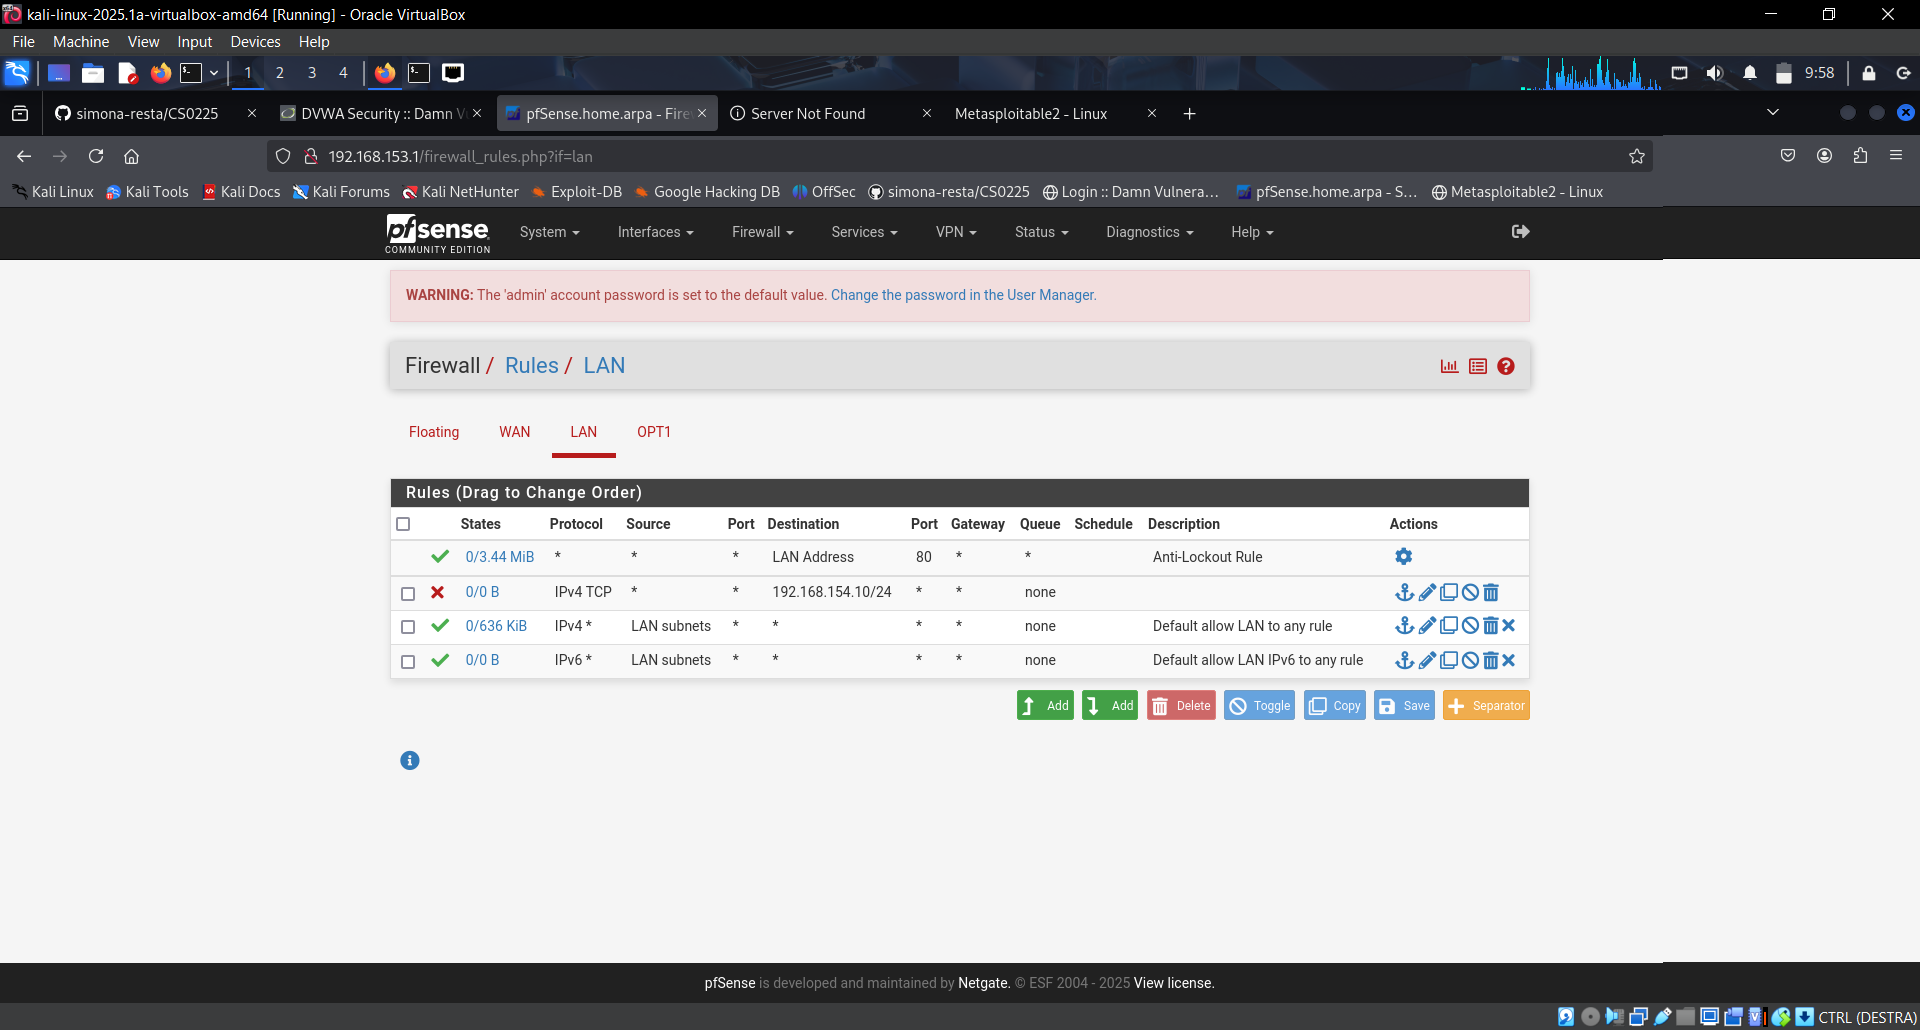 kali-linux-2025.1a-virtualbox-amd64 [Running] - Oracle VirtualBox
File Machine View Input Devices Help
1 2 3 4 9:58
simona-resta/CS0225 DVWA Security :: Damn Vu pfSense.home.arpa - Fire Server Not Found Metasploitable2 - Linux
192.168.153.1/firewall_rules.php?if=lan
Kali Linux Kali Tools Kali Docs Kali Forums Kali NetHunter Exploit-DB Google Hacking DB OffSec simona-resta/CS0225 Login :: Damn Vulnera… pfSense.home.arpa - S… Metasploitable2 - Linux
pfsense
COMMUNITY EDITION
System Interfaces Firewall Services VPN Status Diagnostics Help
WARNING: The 'admin' account password is set to the default value. Change the password in the User Manager.
Firewall / Rules / LAN
Floating WAN LAN OPT1
Rules (Drag to Change Order)
States Protocol Source Port Destination Port Gateway Queue Schedule Description Actions
0/3.44 MiB * * * LAN Address 80 * * Anti-Lockout Rule
0/0 B IPv4 TCP * * 192.168.154.10/24 * * none
0/636 KiB IPv4 * LAN subnets * * * * none Default allow LAN to any rule
0/0 B IPv6 * LAN subnets * * * * none Default allow LAN IPv6 to any rule
Add Add Delete Toggle Copy Save Separator
pfSense is developed and maintained by Netgate. © ESF 2004 - 2025 View license.
CTRL (DESTRA)